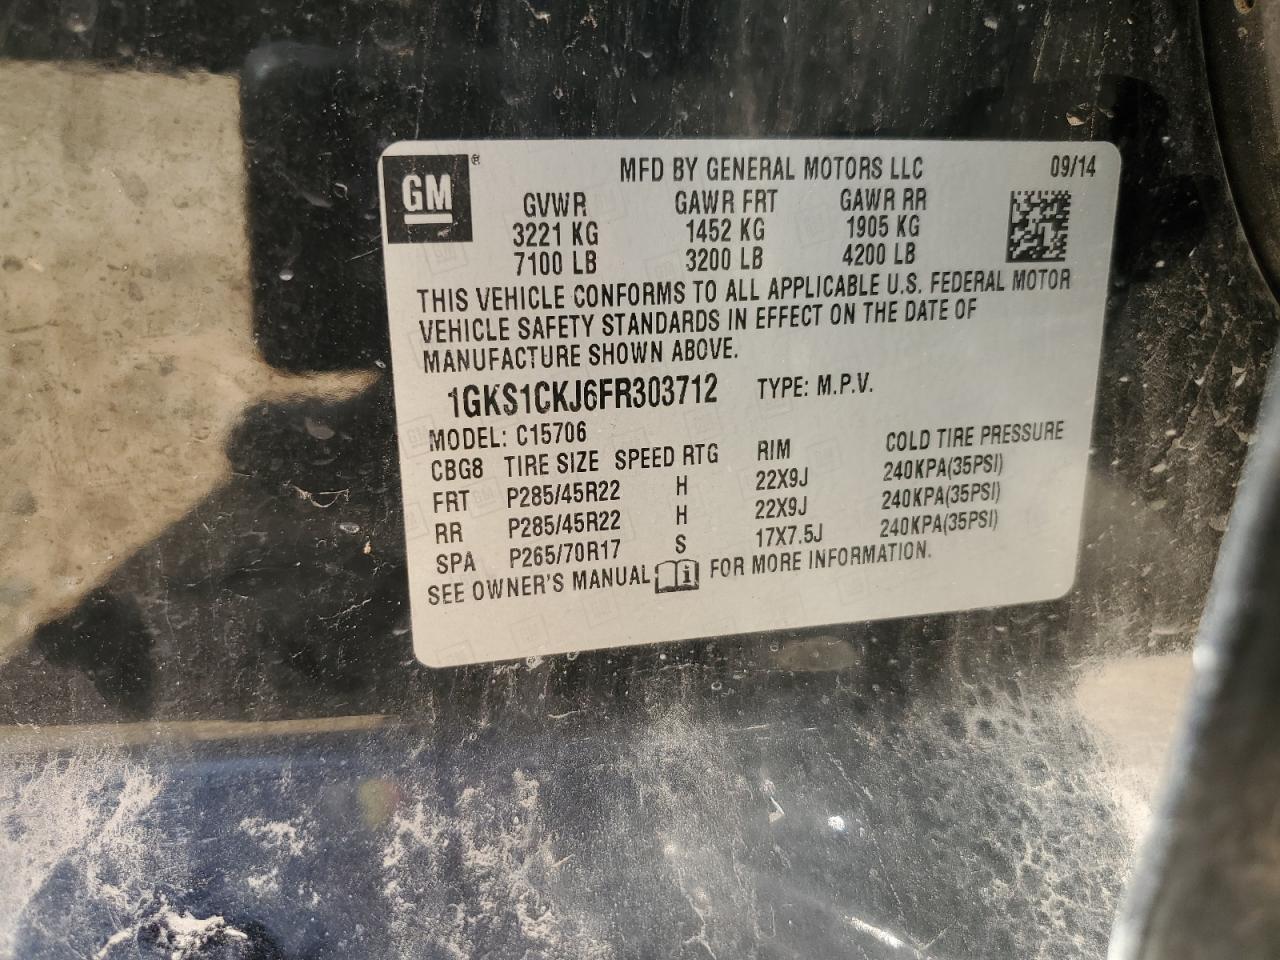 GM ®
MFD BY GENERAL MOTORS LLC 09/14
GVWR GAWR FRT GAWR RR
3221 KG 1452 KG 1905 KG
7100 LB 3200 LB 4200 LB
THIS VEHICLE CONFORMS TO ALL APPLICABLE U.S. FEDERAL MOTOR
VEHICLE SAFETY STANDARDS IN EFFECT ON THE DATE OF
MANUFACTURE SHOWN ABOVE.
1GKS1CKJ6FR303712 TYPE: M.P.V.
MODEL: C15706
CBG8 TIRE SIZE SPEED RTG RIM COLD TIRE PRESSURE
FRT P285/45R22 H 22X9J 240KPA(35PSI)
RR P285/45R22 H 22X9J 240KPA(35PSI)
SPA P265/70R17 S 17X7.5J 240KPA(35PSI)
SEE OWNER'S MANUAL i FOR MORE INFORMATION.